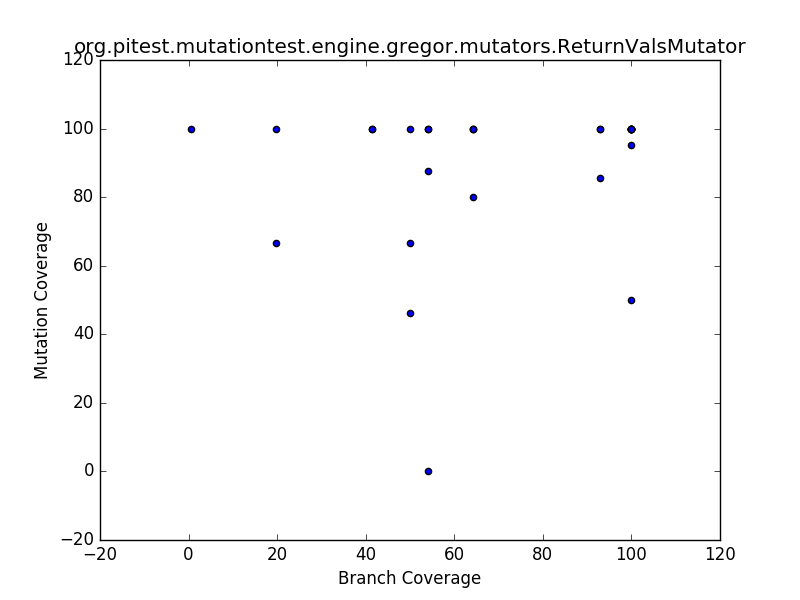 org.pitest.mutationtest.engine.gregor.mutators.ReturnValsMutator
120
100
80
60
40
20
0
−20
Mutation Coverage
−20 0 20 40 60 80 100 120
Branch Coverage